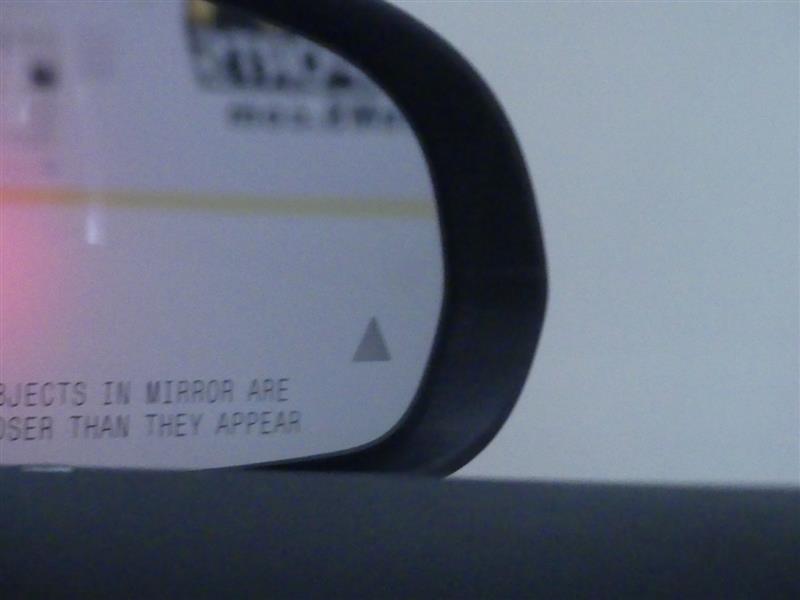 BJECTS IN MIRROR ARE
OSER THAN THEY APPEAR